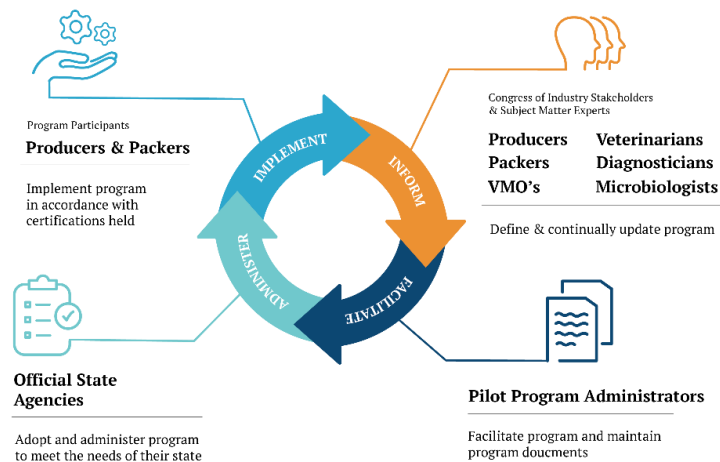 Program Participants
Producers & Packers
Implement program
in accordance with
certifications held
Congress of Industry Stakeholders
& Subject Matter Experts
Producers Veterinarians
Packers Diagnosticians
VMO's Microbiologists
Define & continually update program
IMPLEMENT
INFORM
FACILITATE
ADMINISTER
Official State
Agencies
Adopt and administer program
to meet the needs of their state
Pilot Program Administrators
Facilitate program and maintain
program doucments